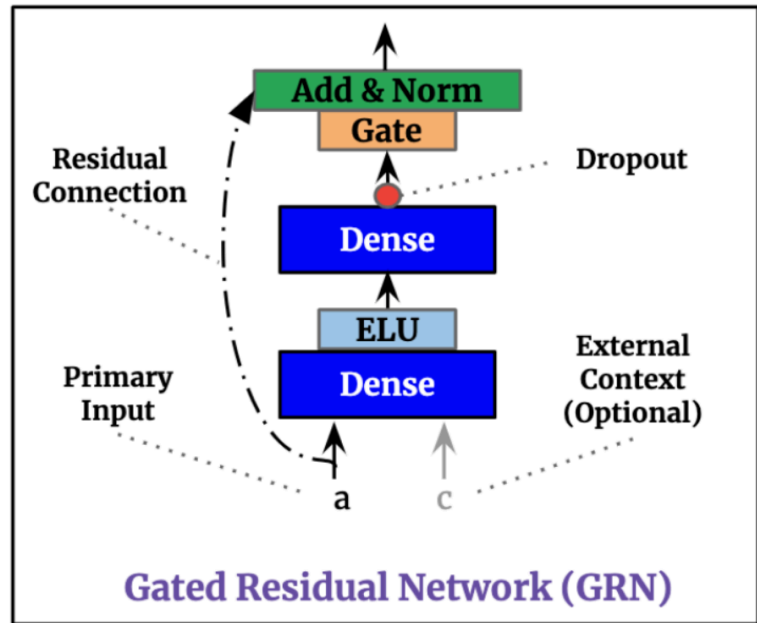 Add & Norm
Gate
Residual
Connection
Dropout
Dense
ELU
Dense
Primary
Input
External
Context
(Optional)
a
c
Gated Residual Network (GRN)